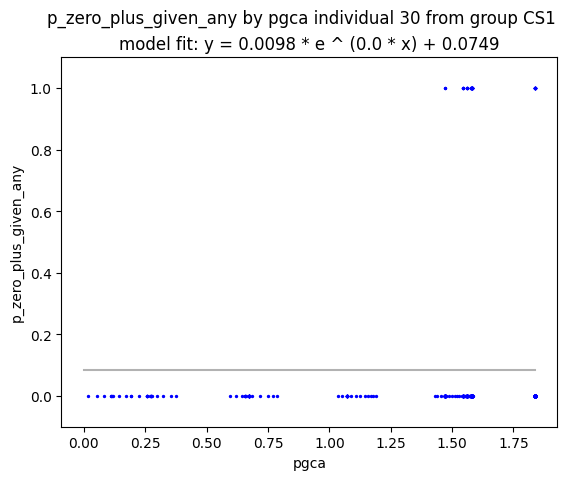 p_zero_plus_given_any by pgca individual 30 from group CS1
model fit: y = 0.0098 * e ^ (0.0 * x) + 0.0749
p_zero_plus_given_any
1.0
0.8
0.6
0.4
0.2
0.0
0.00 0.25 0.50 0.75 1.00 1.25 1.50 1.75
pgca